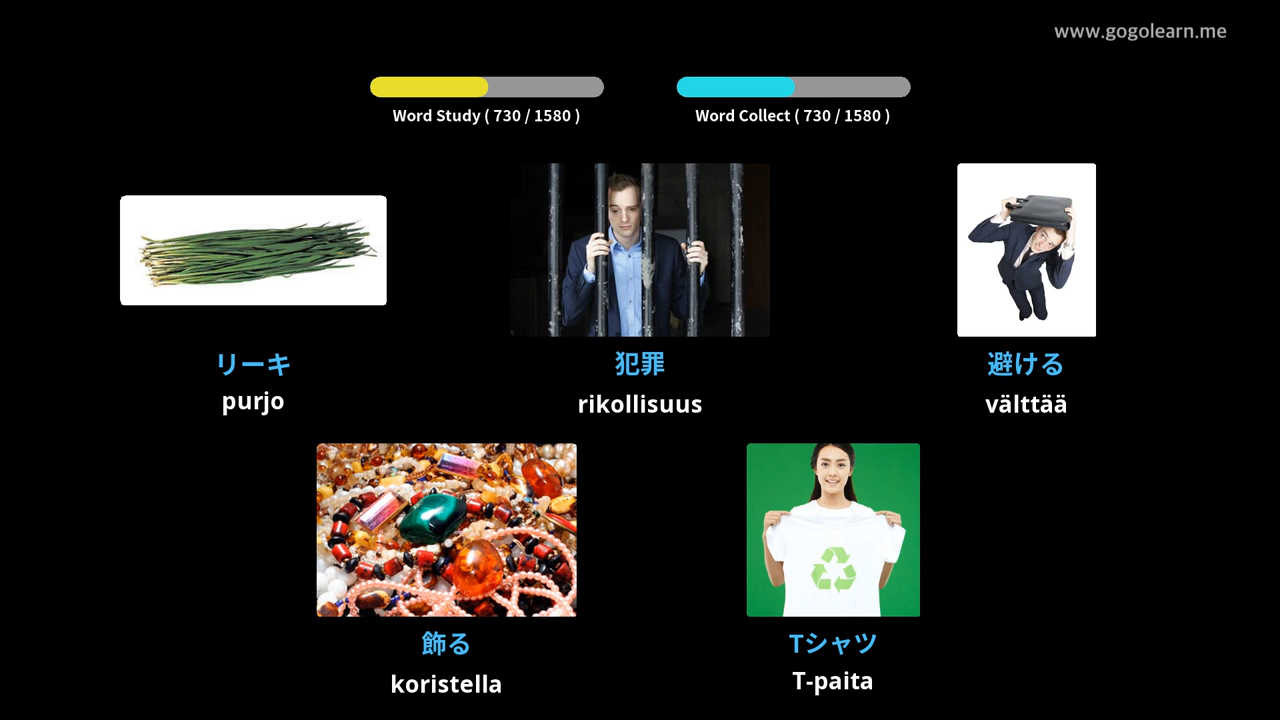 www.gogolearn.me
Word Study ( 730 / 1580 )
Word Collect ( 730 / 1580 )
リーキ
purjo
犯罪
rikollisuus
避ける
välttää
飾る
koristella
Tシャツ
T-paita